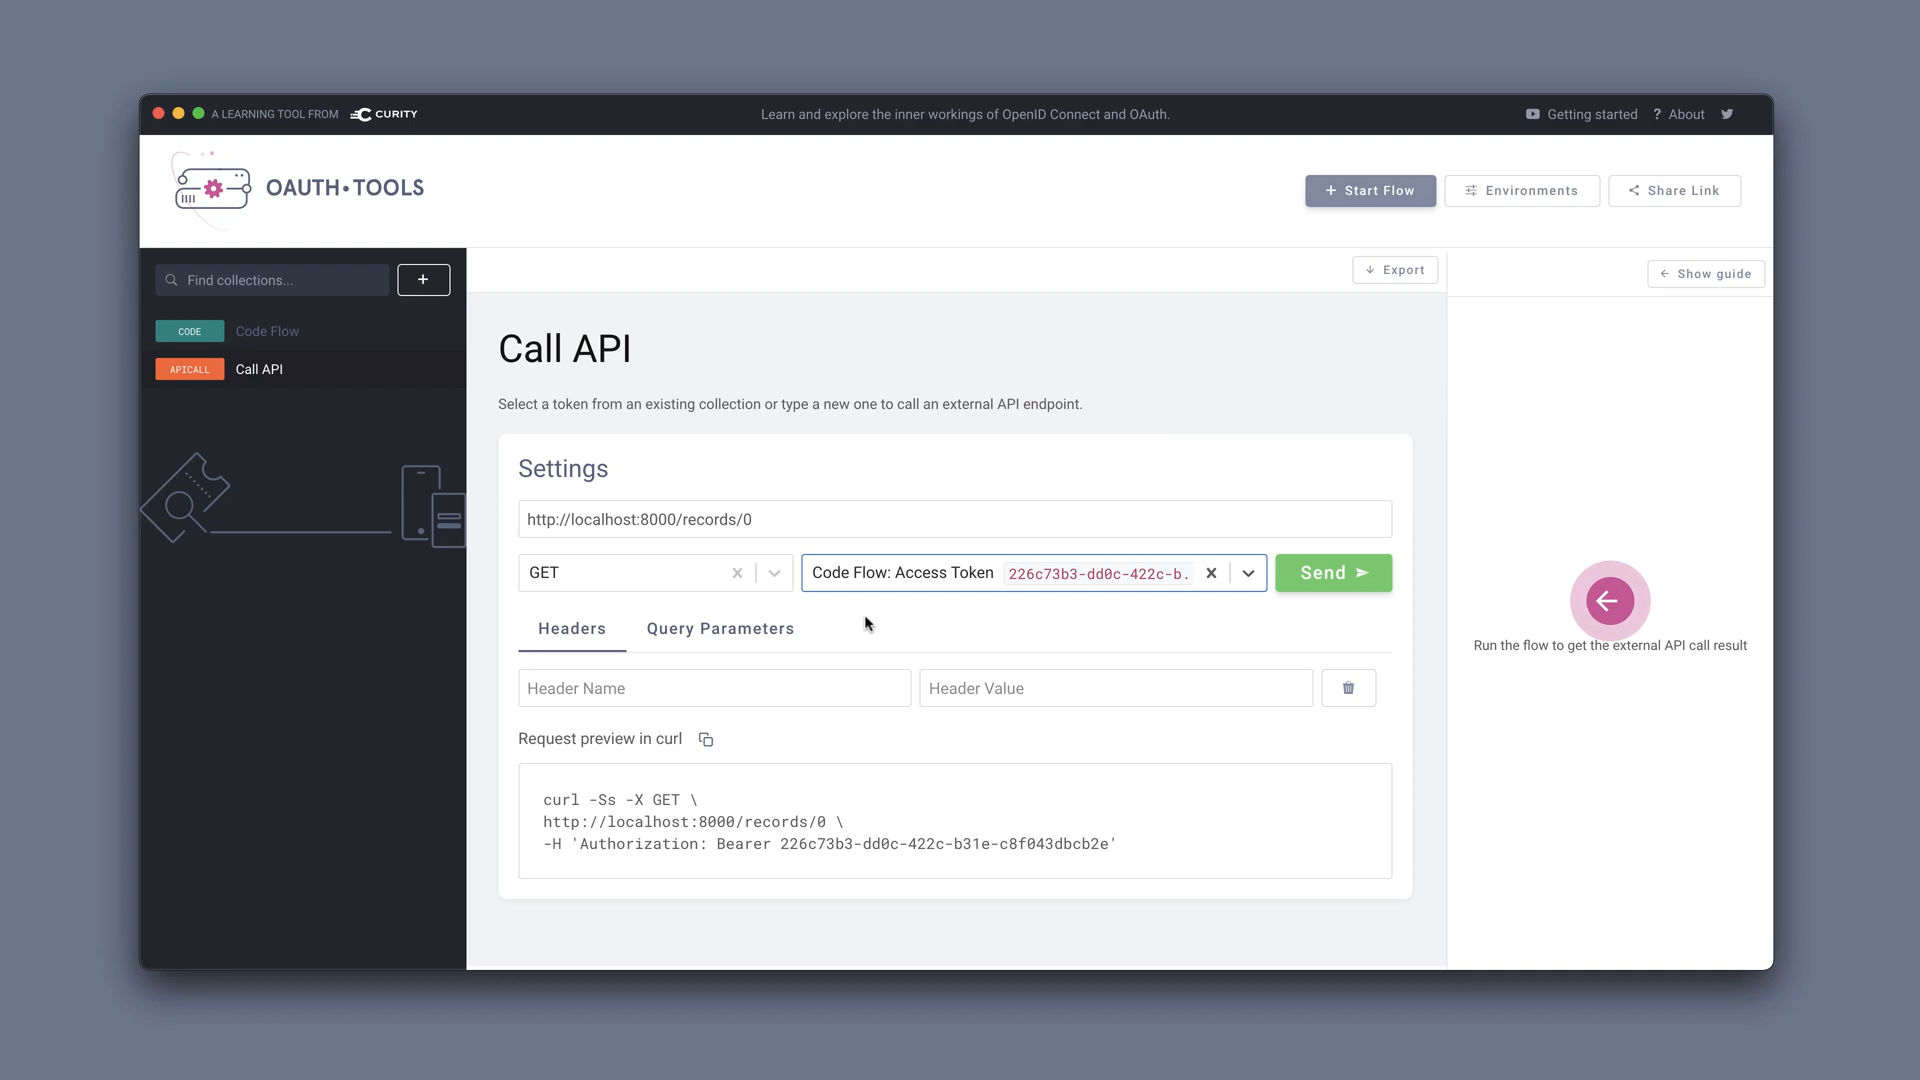 A LEARNING TOOL FROM CURITY
Learn and explore the inner workings of OpenID Connect and OAuth.
Getting started ? About
OAUTH•TOOLS
+ Start Flow
Environments
Share Link
Find collections...
+
Export
Show guide
CODE Code Flow
APICALL Call API
Call API
Select a token from an existing collection or type a new one to call an external API endpoint.
Settings
http://localhost:8000/records/0
GET
Code Flow: Access Token 226c73b3-dd0c-422c-b.
Send
Headers Query Parameters
Header Name
Header Value
Request preview in curl
curl -Ss -X GET \
http://localhost:8000/records/0 \
-H 'Authorization: Bearer 226c73b3-dd0c-422c-b31e-c8f043dbcb2e'
Run the flow to get the external API call result